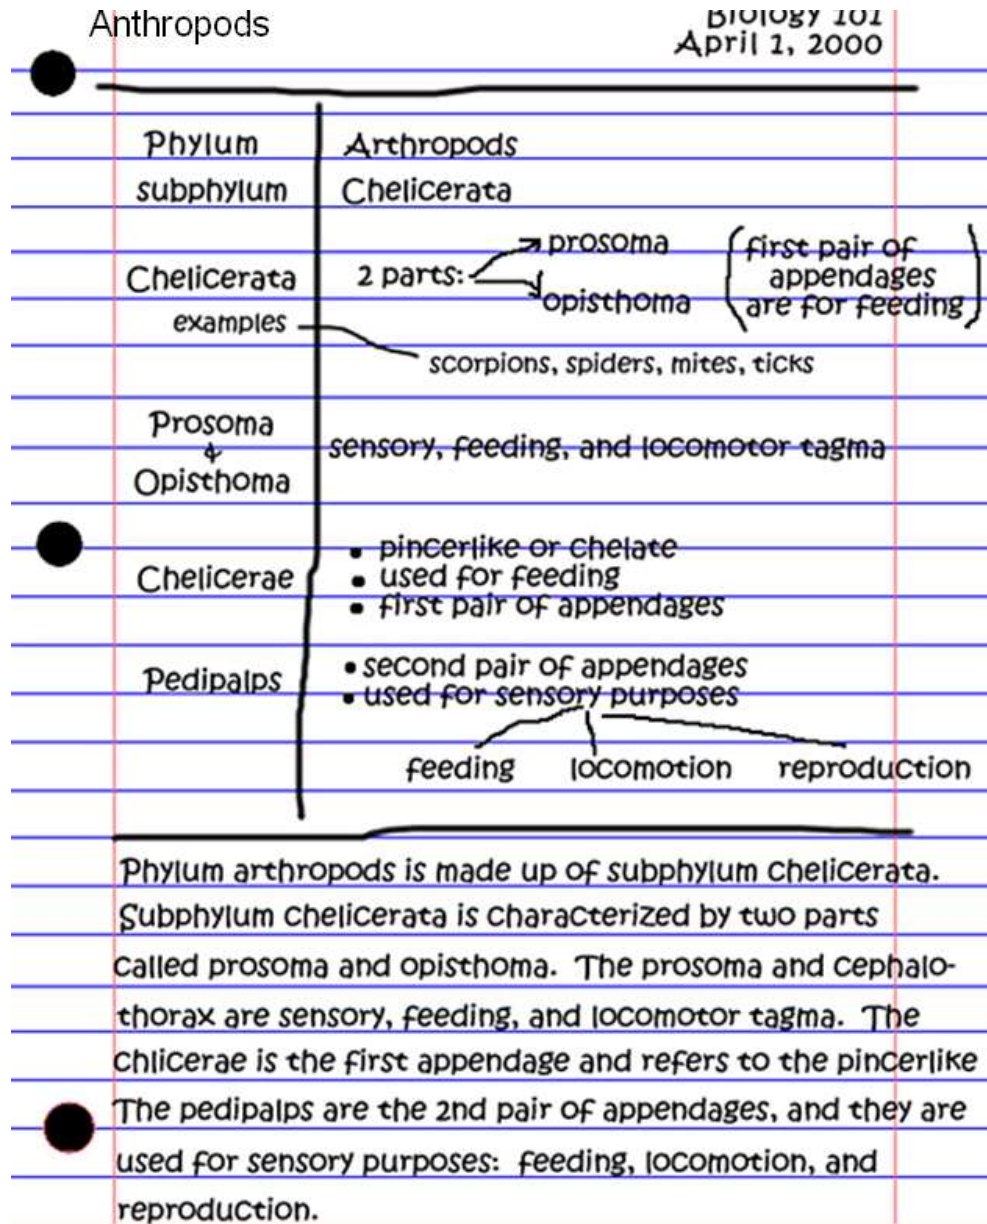 Anthropods
Biology 101
April 1, 2000
Phylum Arthropods
subphylum Chelicerata
Chelicerata 2 parts: prosoma opisthoma (first pair of appendages are for feeding)
examples
scorpions, spiders, mites, ticks
Prosoma
&
Opisthoma
sensory, feeding, and locomotor tagma
Chelicerae
• pincerlike or chelate
• used for feeding
• first pair of appendages
Pedipalps
• second pair of appendages
• used for sensory purposes
feeding locomotion reproduction
Phylum arthropods is made up of subphylum chelicerata.
Subphylum chelicerata is characterized by two parts
called prosoma and opisthoma. The prosoma and cephalo-
thorax are sensory, feeding, and locomotor tagma. The
chlicerae is the first appendage and refers to the pincerlike
The pedipalps are the 2nd pair of appendages, and they are
used for sensory purposes: feeding, locomotion, and
reproduction.